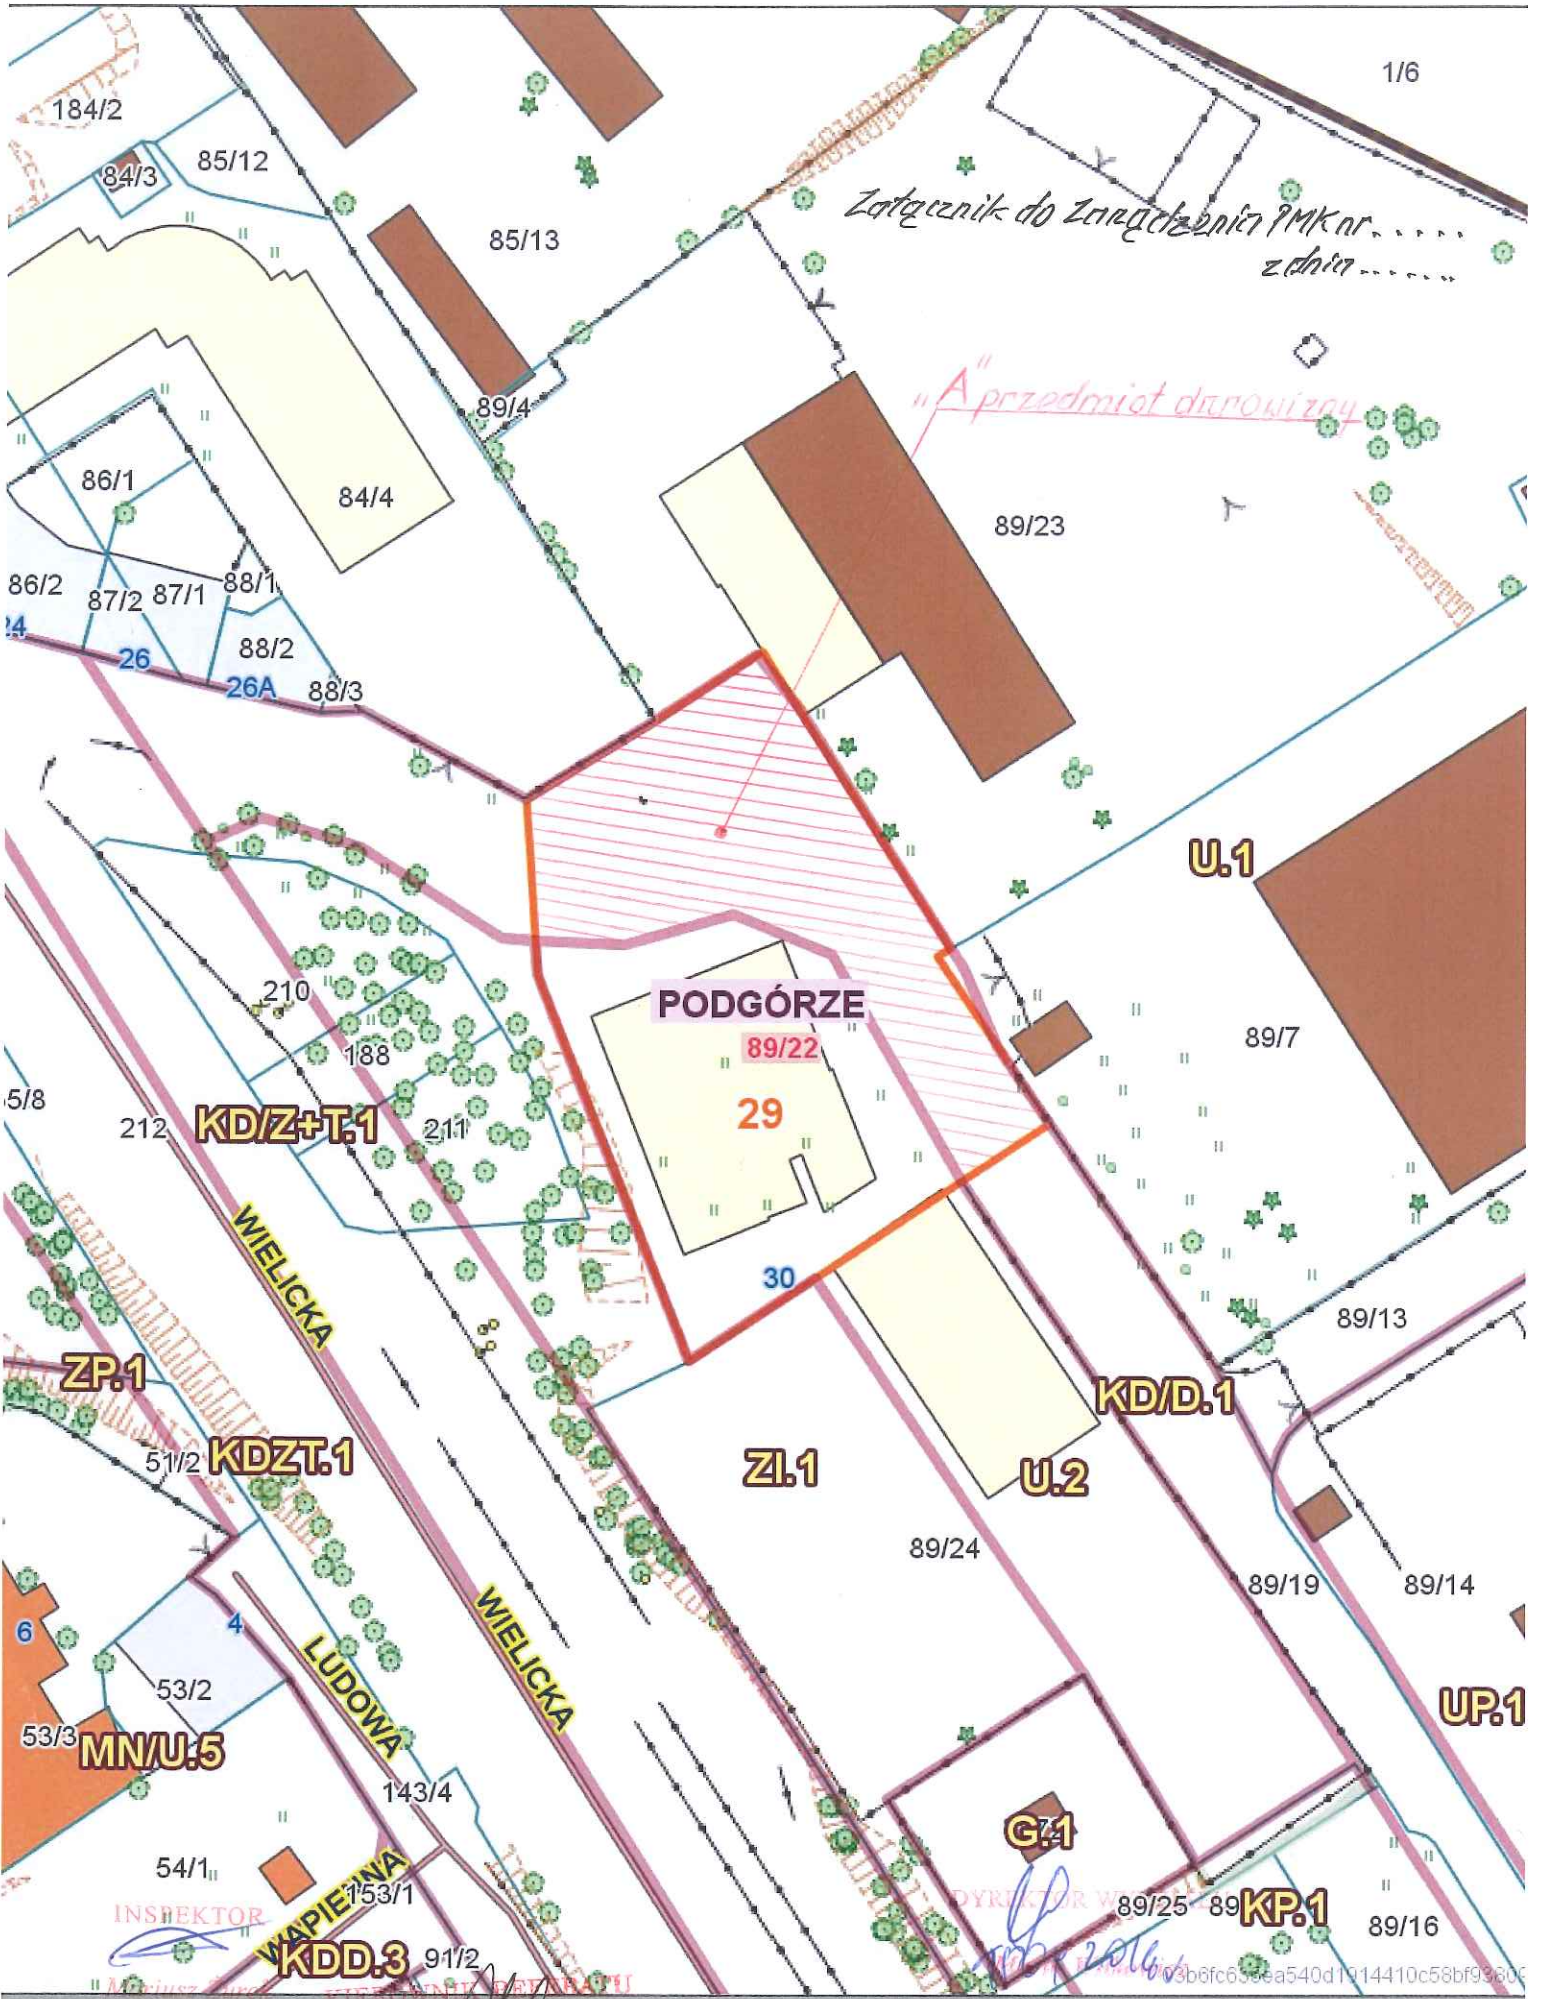 1/6
184/2
85/12
84/3
85/13
Załącznik do Zarządzenia PMK nr.....
z dnia.......
89/4
„A” przedmiot darowizny
86/1
84/4
89/23
86/2
87/2
87/1
88/1
24
26
88/2
26A
88/3
U.1
210
PODGÓRZE
89/22
89/7
188
29
5/8
212
KD/Z+T.1
211
WIELICKA
30
89/13
ZP.1
KD/D.1
51/2
KDZT.1
ZI.1
U.2
89/24
89/19
89/14
6
4
WIELICKA
LUDOWA
53/2
53/3
MN/U.5
UP.1
143/4
G.1
54/1
153/1
INSPEKTOR
WAPIENNA
DYREKTOR
89/25
89
KP.1
89/16
KDD.3
91/2
Mariusz
KIEROWNIK REFERATU